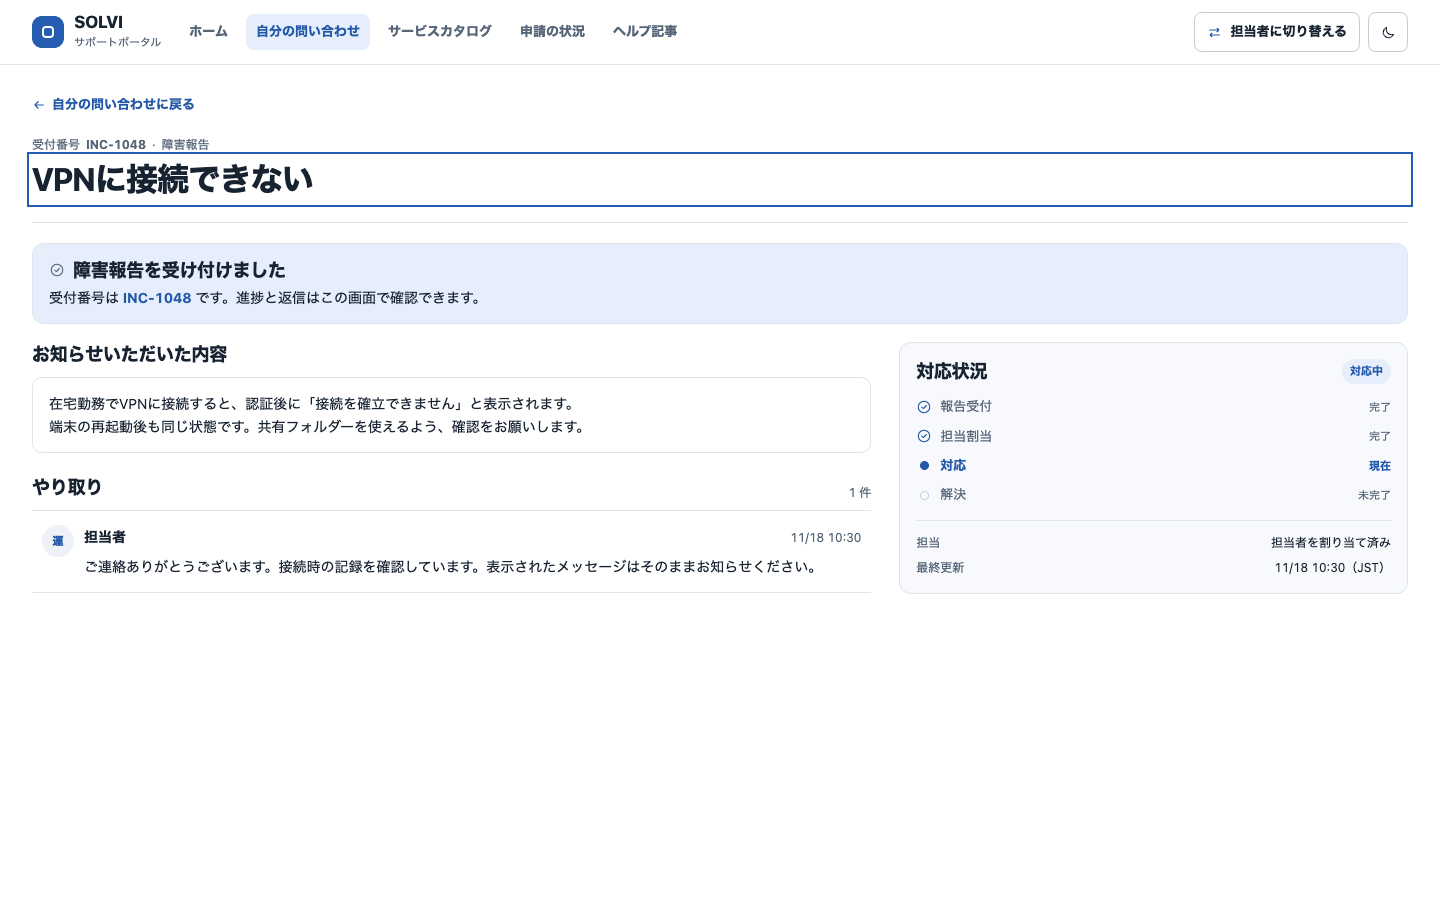 SOLVI
サポートポータル
ホーム
自分の問い合わせ
サービスカタログ
申請の状況
ヘルプ記事
担当者に切り替える
← 自分の問い合わせに戻る
受付番号 INC-1048 · 障害報告
VPNに接続できない
障害報告を受け付けました
受付番号は INC-1048 です。進捗と返信はこの画面で確認できます。
お知らせいただいた内容
在宅勤務でVPNに接続すると、認証後に「接続を確立できません」と表示されます。
端末の再起動後も同じ状態です。共有フォルダーを使えるよう、確認をお願いします。
やり取り
1 件
運
担当者
11/18 10:30
ご連絡ありがとうございます。接続時の記録を確認しています。表示されたメッセージはそのままお知らせください。
対応状況
対応中
報告受付 完了
担当割当 完了
対応 現在
解決 未完了
担当 担当者を割り当て済み
最終更新 11/18 10:30（JST）